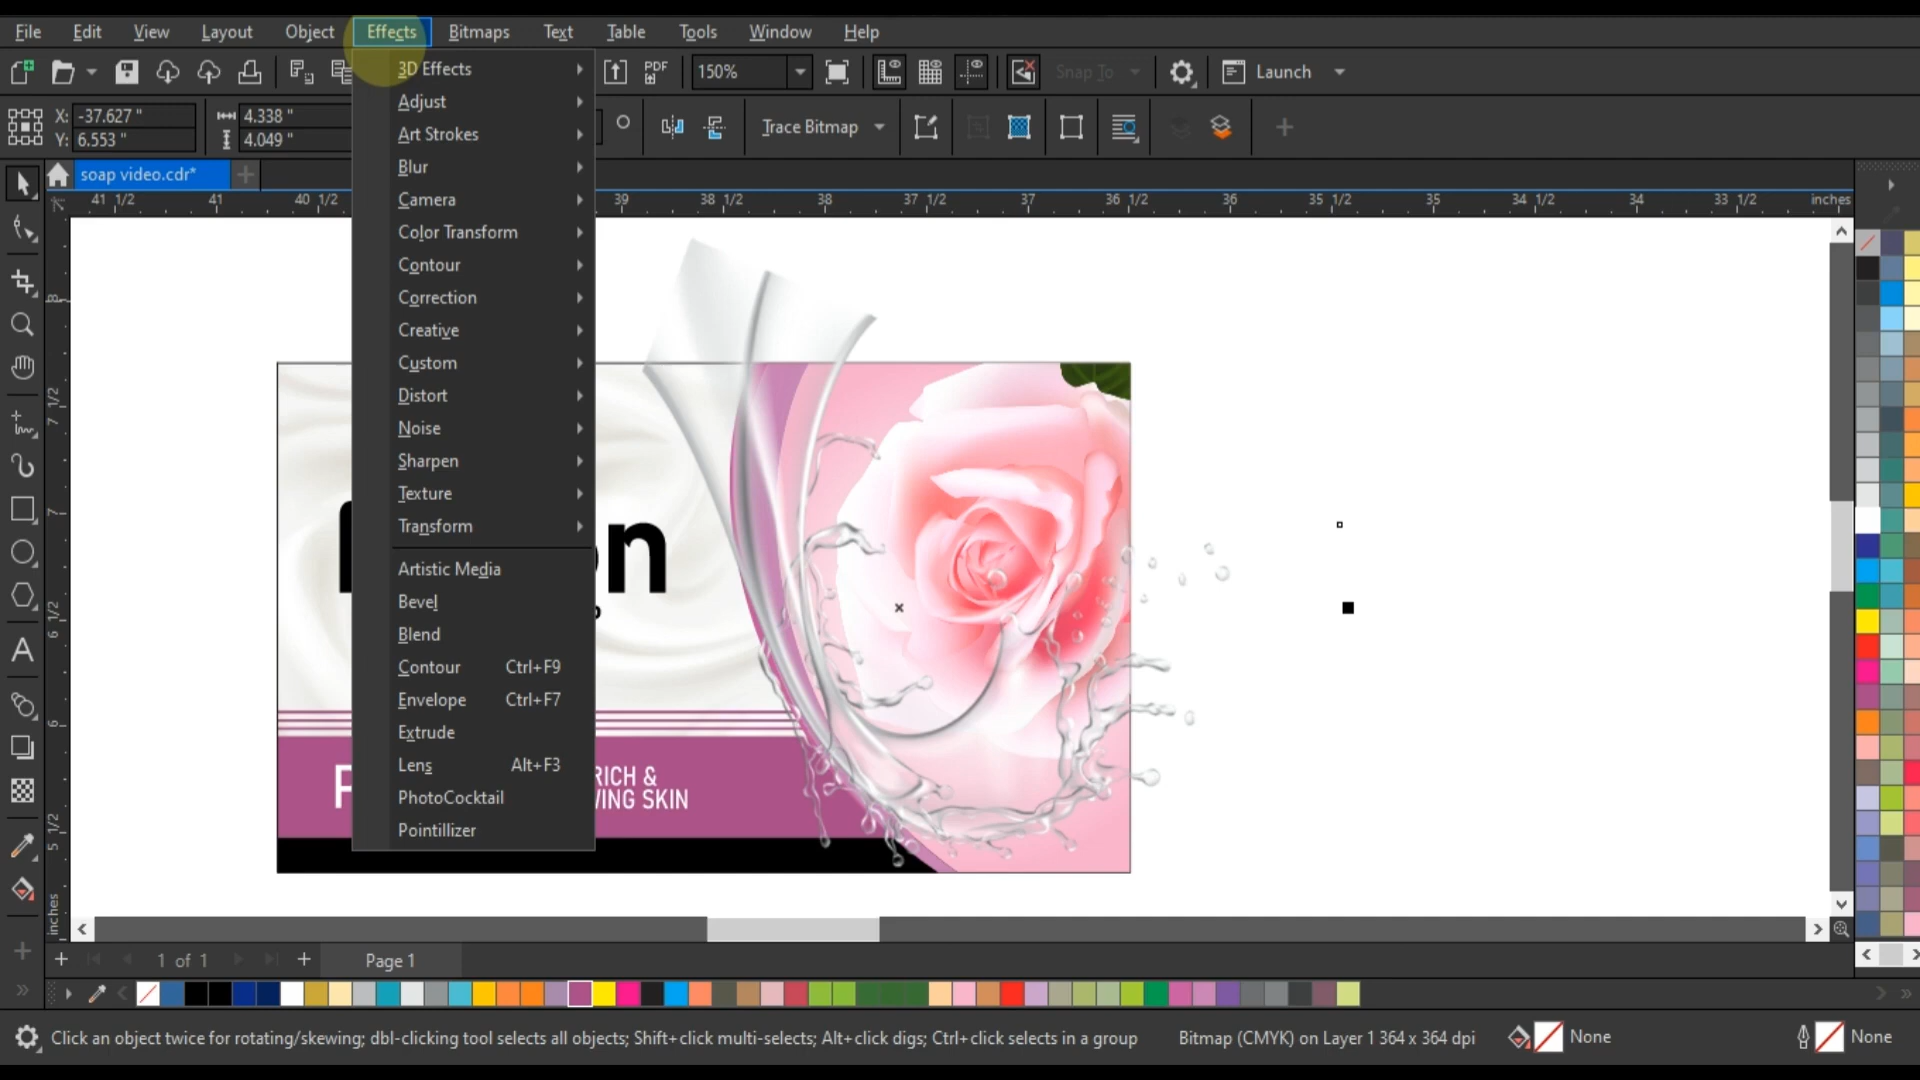 File Edit View Layout Object Effects Bitmaps Text Table Tools Window Help
PDF 150% Snap To Launch
X: -37.627 " 4.338 "
Y: 6.553 " 4.049 "
Trace Bitmap
soap video.cdr*
41 1/2 41 40 1/2 39 38 1/2 38 37 1/2 37 36 1/2 36 35 1/2 35 34 1/2 34 33 1/2 inches
3D Effects
Adjust
Art Strokes
Blur
Camera
Color Transform
Contour
Correction
Creative
Custom
Distort
Noise
Sharpen
Texture
Transform
Artistic Media
Bevel
Blend
Contour Ctrl+F9
Envelope Ctrl+F7
Extrude
Lens Alt+F3
PhotoCocktail
Pointillizer
8
7 1/2
7
6 1/2
6
5 1/2
5
inches
n
RICH &
WING SKIN
1 of 1 Page 1
Click an object twice for rotating/skewing; dbl-clicking tool selects all objects; Shift+click multi-selects; Alt+click digs; Ctrl+click selects in a group Bitmap (CMYK) on Layer 1 364 x 364 dpi None None